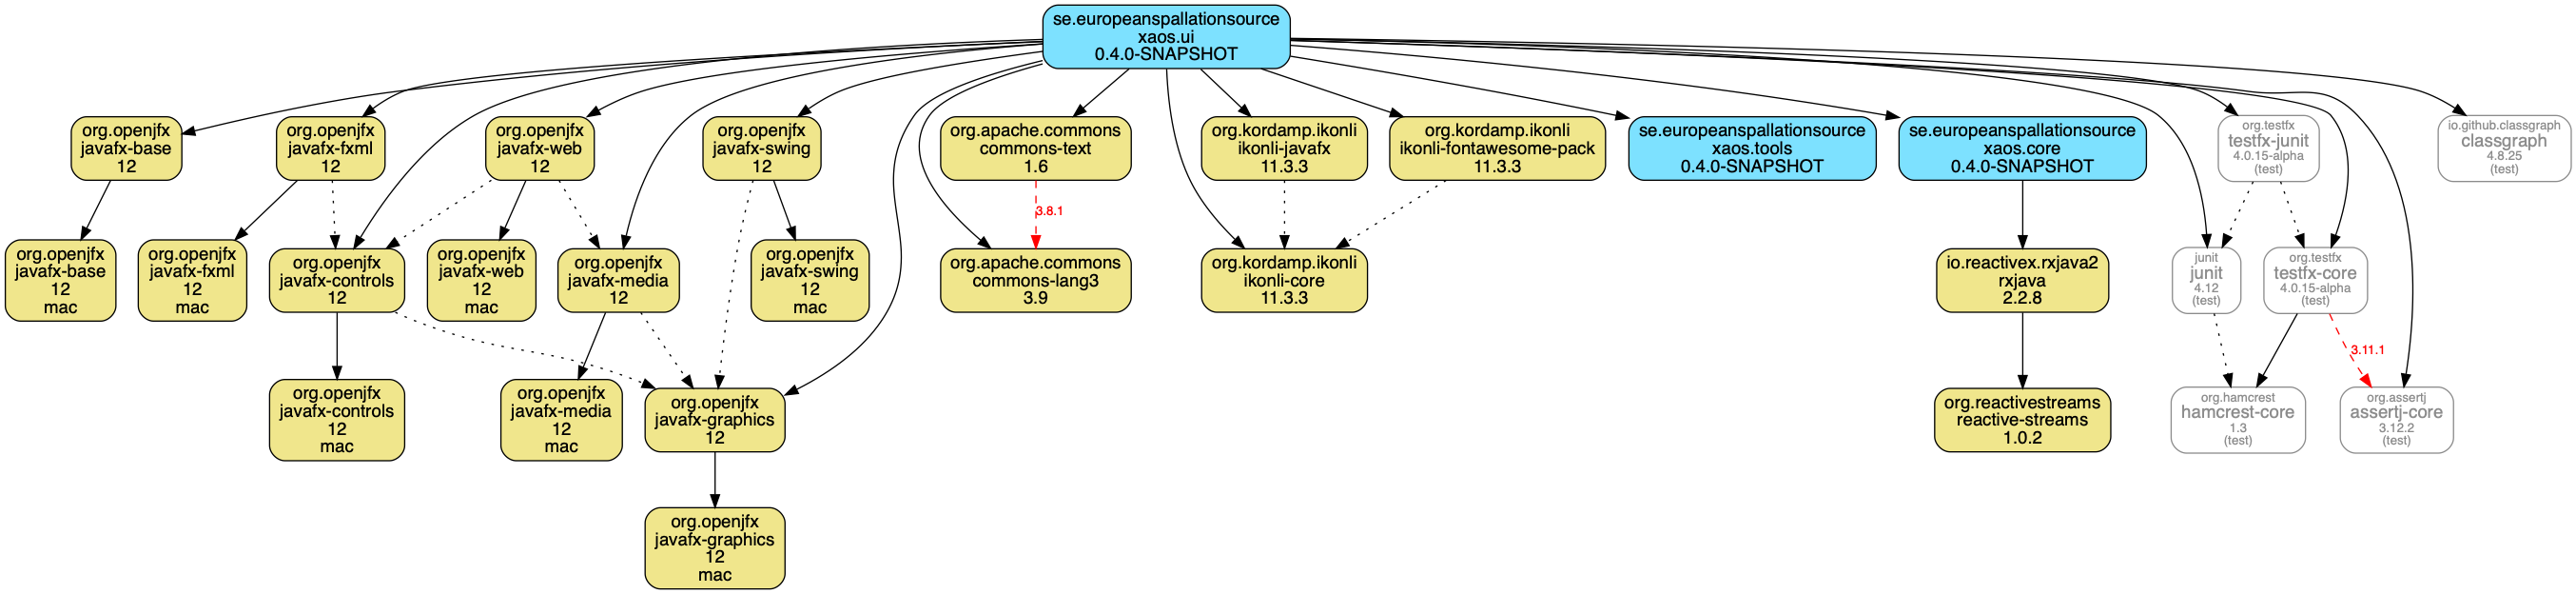 se.europeanspallationsource
xaos.ui
0.4.0-SNAPSHOT
org.openjfx
javafx-base
12
org.openjfx
javafx-fxml
12
org.openjfx
javafx-web
12
org.openjfx
javafx-swing
12
org.apache.commons
commons-text
1.6
org.kordamp.ikonli
ikonli-javafx
11.3.3
org.kordamp.ikonli
ikonli-fontawesome-pack
11.3.3
se.europeanspallationsource
xaos.tools
0.4.0-SNAPSHOT
se.europeanspallationsource
xaos.core
0.4.0-SNAPSHOT
org.testfx
testfx-junit
4.0.15-alpha
(test)
io.github.classgraph
classgraph
4.8.25
(test)
3.8.1
org.openjfx
javafx-base
12
mac
org.openjfx
javafx-fxml
12
mac
org.openjfx
javafx-controls
12
org.openjfx
javafx-web
12
mac
org.openjfx
javafx-media
12
org.openjfx
javafx-swing
12
mac
org.apache.commons
commons-lang3
3.9
org.kordamp.ikonli
ikonli-core
11.3.3
io.reactivex.rxjava2
rxjava
2.2.8
junit
junit
4.12
(test)
org.testfx
testfx-core
4.0.15-alpha
(test)
3.11.1
org.openjfx
javafx-controls
12
mac
org.openjfx
javafx-media
12
mac
org.openjfx
javafx-graphics
12
org.reactivestreams
reactive-streams
1.0.2
org.hamcrest
hamcrest-core
1.3
(test)
org.assertj
assertj-core
3.12.2
(test)
org.openjfx
javafx-graphics
12
mac